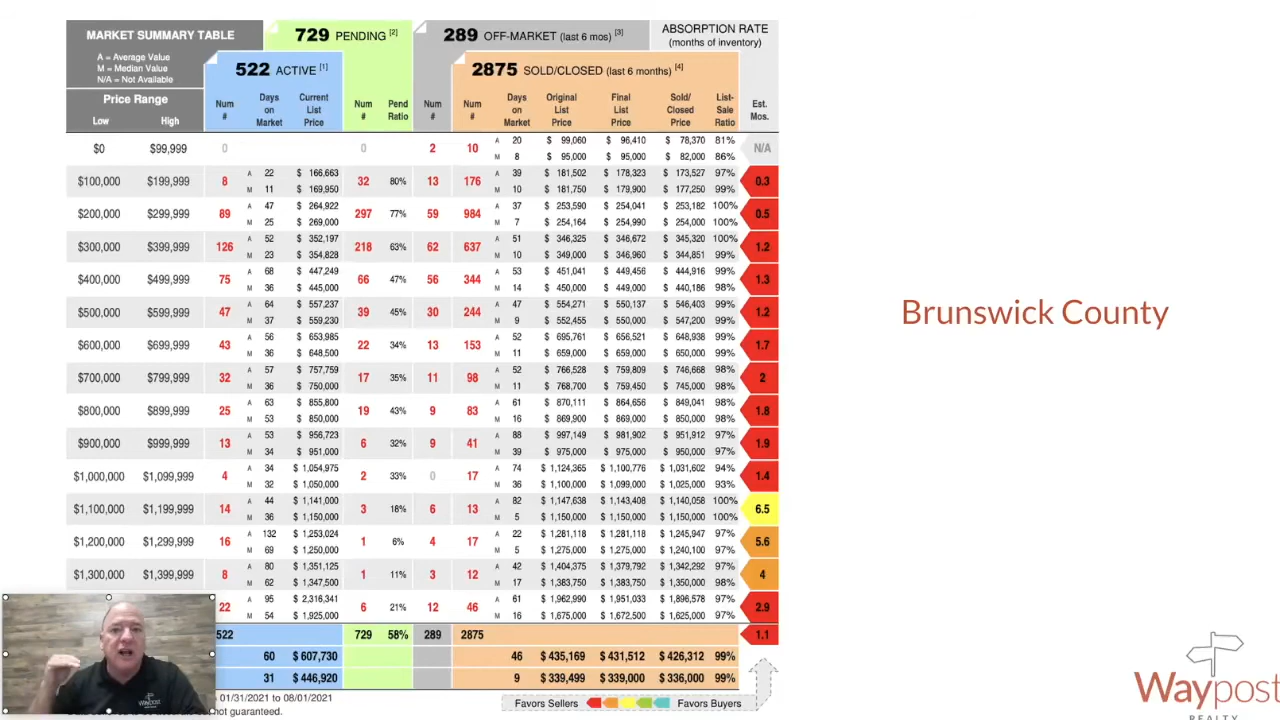 MARKET SUMMARY TABLE
A = Average Value
M = Median Value
N/A = Not Available
Price Range
Low High
729 PENDING [2]
289 OFF-MARKET (last 6 mos) [3]
ABSORPTION RATE
(months of inventory)
522 ACTIVE [1]
2875 SOLD/CLOSED (last 6 months) [4]
Num # Days on Market Current List Price Num # Pend Ratio Num # Num # Days on Market Original List Price Final List Price Sold/Closed Price List-Sale Ratio Est. Mos.
$0 $99,999 0 0 2 10 A 20 $ 99,060 $ 96,410 $ 78,370 81% N/A
M 8 $ 95,000 $ 95,000 $ 82,000 86%
$100,000 $199,999 8 A 22 $ 166,663 32 80% 13 176 A 39 $ 181,502 $ 178,323 $ 173,527 97% 0.3
M 11 $ 169,950 M 10 $ 181,750 $ 179,900 $ 177,250 99%
$200,000 $299,999 89 A 47 $ 264,922 297 77% 59 984 A 37 $ 253,590 $ 254,041 $ 253,182 100% 0.5
M 25 $ 269,000 M 7 $ 254,164 $ 254,990 $ 254,000 100%
$300,000 $399,999 126 A 52 $ 352,197 218 63% 62 637 A 51 $ 346,325 $ 346,672 $ 345,320 100% 1.2
M 23 $ 354,828 M 10 $ 349,000 $ 346,960 $ 344,851 99%
$400,000 $499,999 75 A 68 $ 447,249 66 47% 56 344 A 53 $ 451,041 $ 449,456 $ 444,916 99% 1.3
M 36 $ 445,000 M 14 $ 450,000 $ 449,000 $ 440,186 98%
$500,000 $599,999 47 A 64 $ 557,237 39 45% 30 244 A 47 $ 554,271 $ 550,137 $ 546,403 99% 1.2
M 37 $ 559,230 M 9 $ 552,455 $ 550,000 $ 547,200 99%
$600,000 $699,999 43 A 56 $ 653,985 22 34% 13 153 A 52 $ 695,761 $ 656,521 $ 648,938 99% 1.7
M 36 $ 648,500 M 11 $ 659,000 $ 659,000 $ 650,000 99%
$700,000 $799,999 32 A 57 $ 757,759 17 35% 11 98 A 52 $ 766,528 $ 759,809 $ 746,668 98% 2
M 36 $ 750,000 M 11 $ 768,700 $ 759,450 $ 745,000 98%
$800,000 $899,999 25 A 63 $ 855,800 19 43% 9 83 A 61 $ 870,111 $ 864,656 $ 849,041 98% 1.8
M 53 $ 850,000 M 16 $ 869,900 $ 869,000 $ 850,000 98%
$900,000 $999,999 13 A 53 $ 956,723 6 32% 9 41 A 88 $ 997,149 $ 981,902 $ 951,912 97% 1.9
M 34 $ 951,000 M 39 $ 975,000 $ 975,000 $ 950,000 97%
$1,000,000 $1,099,999 4 A 34 $ 1,054,975 2 33% 0 17 A 74 $ 1,124,365 $ 1,100,776 $ 1,031,602 94% 1.4
M 32 $ 1,050,000 M 36 $ 1,100,000 $ 1,099,000 $ 1,025,000 93%
$1,100,000 $1,199,999 14 A 44 $ 1,141,000 3 18% 6 13 A 82 $ 1,147,638 $ 1,143,408 $ 1,140,058 100% 6.5
M 36 $ 1,150,000 M 5 $ 1,150,000 $ 1,150,000 $ 1,150,000 100%
$1,200,000 $1,299,999 16 A 132 $ 1,253,024 1 6% 4 17 A 22 $ 1,281,118 $ 1,281,118 $ 1,245,947 97% 5.6
M 69 $ 1,250,000 M 5 $ 1,275,000 $ 1,275,000 $ 1,240,100 97%
$1,300,000 $1,399,999 8 A 80 $ 1,351,125 1 11% 3 12 A 42 $ 1,404,375 $ 1,379,792 $ 1,342,292 97% 4
M 62 $ 1,347,500 M 17 $ 1,383,750 $ 1,383,750 $ 1,350,000 98%
22 A 95 $ 2,316,341 6 21% 12 46 A 61 $ 1,962,990 $ 1,951,033 $ 1,896,578 97% 2.9
M 54 $ 1,925,000 M 16 $ 1,675,000 $ 1,672,500 $ 1,625,000 97%
522 729 58% 289 2875 1.1
60 $ 607,730 46 $ 435,169 $ 431,512 $ 426,312 99%
31 $ 446,920 9 $ 339,499 $ 339,000 $ 336,000 99%
01/31/2021 to 08/01/2021
not guaranteed.
Favors Sellers Favors Buyers
Brunswick County
Waypost
REALTY
Waypost